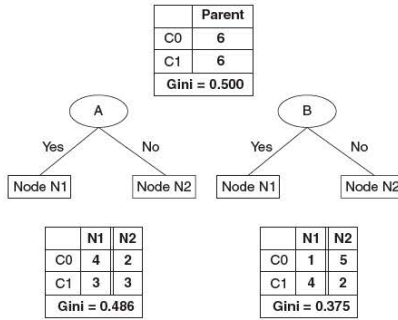 Parent
C0 6
C1 6
Gini = 0.500
A
Yes No
Node N1 Node N2
N1 N2
C0 4 2
C1 3 3
Gini = 0.486
B
Yes No
Node N1 Node N2
N1 N2
C0 1 5
C1 4 2
Gini = 0.375